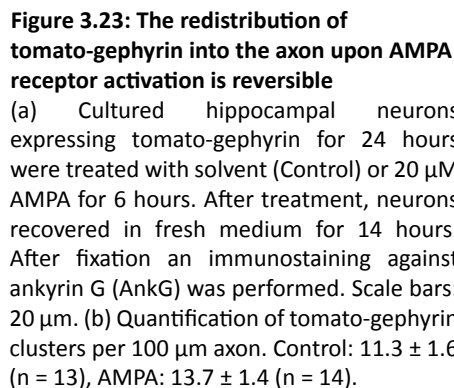 Figure 3.23: The redistribution of
tomato-gephyrin into the axon upon AMPA
receptor activation is reversible
(a) Cultured hippocampal neurons
expressing tomato-gephyrin for 24 hours
were treated with solvent (Control) or 20 µM
AMPA for 6 hours. After treatment, neurons
recovered in fresh medium for 14 hours.
After fixation an immunostaining against
ankyrin G (AnkG) was performed. Scale bars:
20 µm. (b) Quantification of tomato-gephyrin
clusters per 100 µm axon. Control: 11.3 ± 1.6
(n = 13), AMPA: 13.7 ± 1.4 (n = 14).